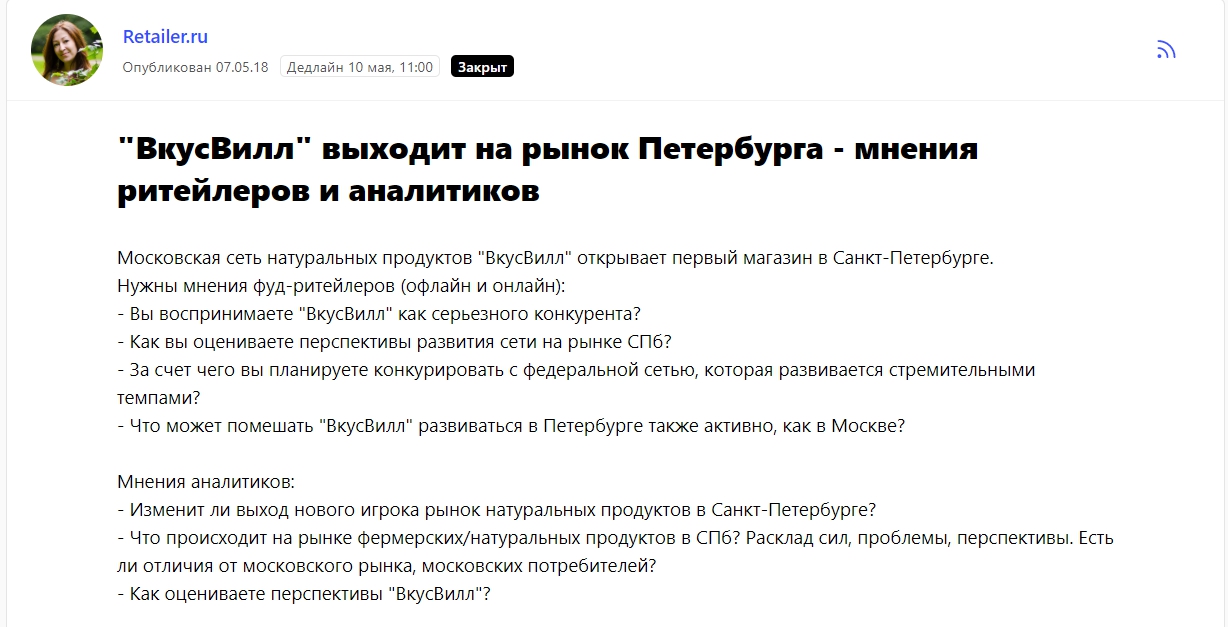 Retailer.ru
Опубликован 07.05.18 Дедлайн 10 мая, 11:00 Закрыт
"ВкусВилл" выходит на рынок Петербурга - мнения
ритейлеров и аналитиков
Московская сеть натуральных продуктов "ВкусВилл" открывает первый магазин в Санкт-Петербурге.
Нужны мнения фуд-ритейлеров (офлайн и онлайн):
- Вы воспринимаете "ВкусВилл" как серьезного конкурента?
- Как вы оцениваете перспективы развития сети на рынке СПб?
- За счет чего вы планируете конкурировать с федеральной сетью, которая развивается стремительными
темпами?
- Что может помешать "ВкусВилл" развиваться в Петербурге также активно, как в Москве?
Мнения аналитиков:
- Изменит ли выход нового игрока рынок натуральных продуктов в Санкт-Петербурге?
- Что происходит на рынке фермерских/натуральных продуктов в СПб? Расклад сил, проблемы, перспективы. Есть
ли отличия от московского рынка, московских потребителей?
- Как оцениваете перспективы "ВкусВилл"?